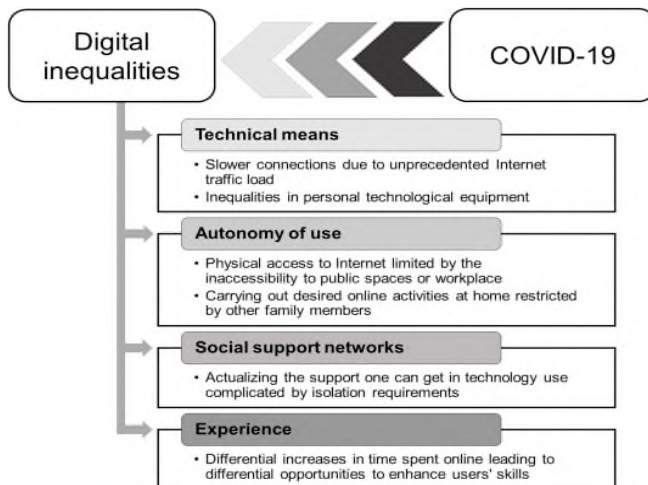 Digital
inequalities
COVID-19
Technical means
• Slower connections due to unprecedented Internet
traffic load
• Inequalities in personal technological equipment
Autonomy of use
• Physical access to Internet limited by the
inaccessibility to public spaces or workplace
• Carrying out desired online activities at home restricted
by other family members
Social support networks
• Actualizing the support one can get in technology use
complicated by isolation requirements
Experience
• Differential increases in time spent online leading to
differential opportunities to enhance users' skills